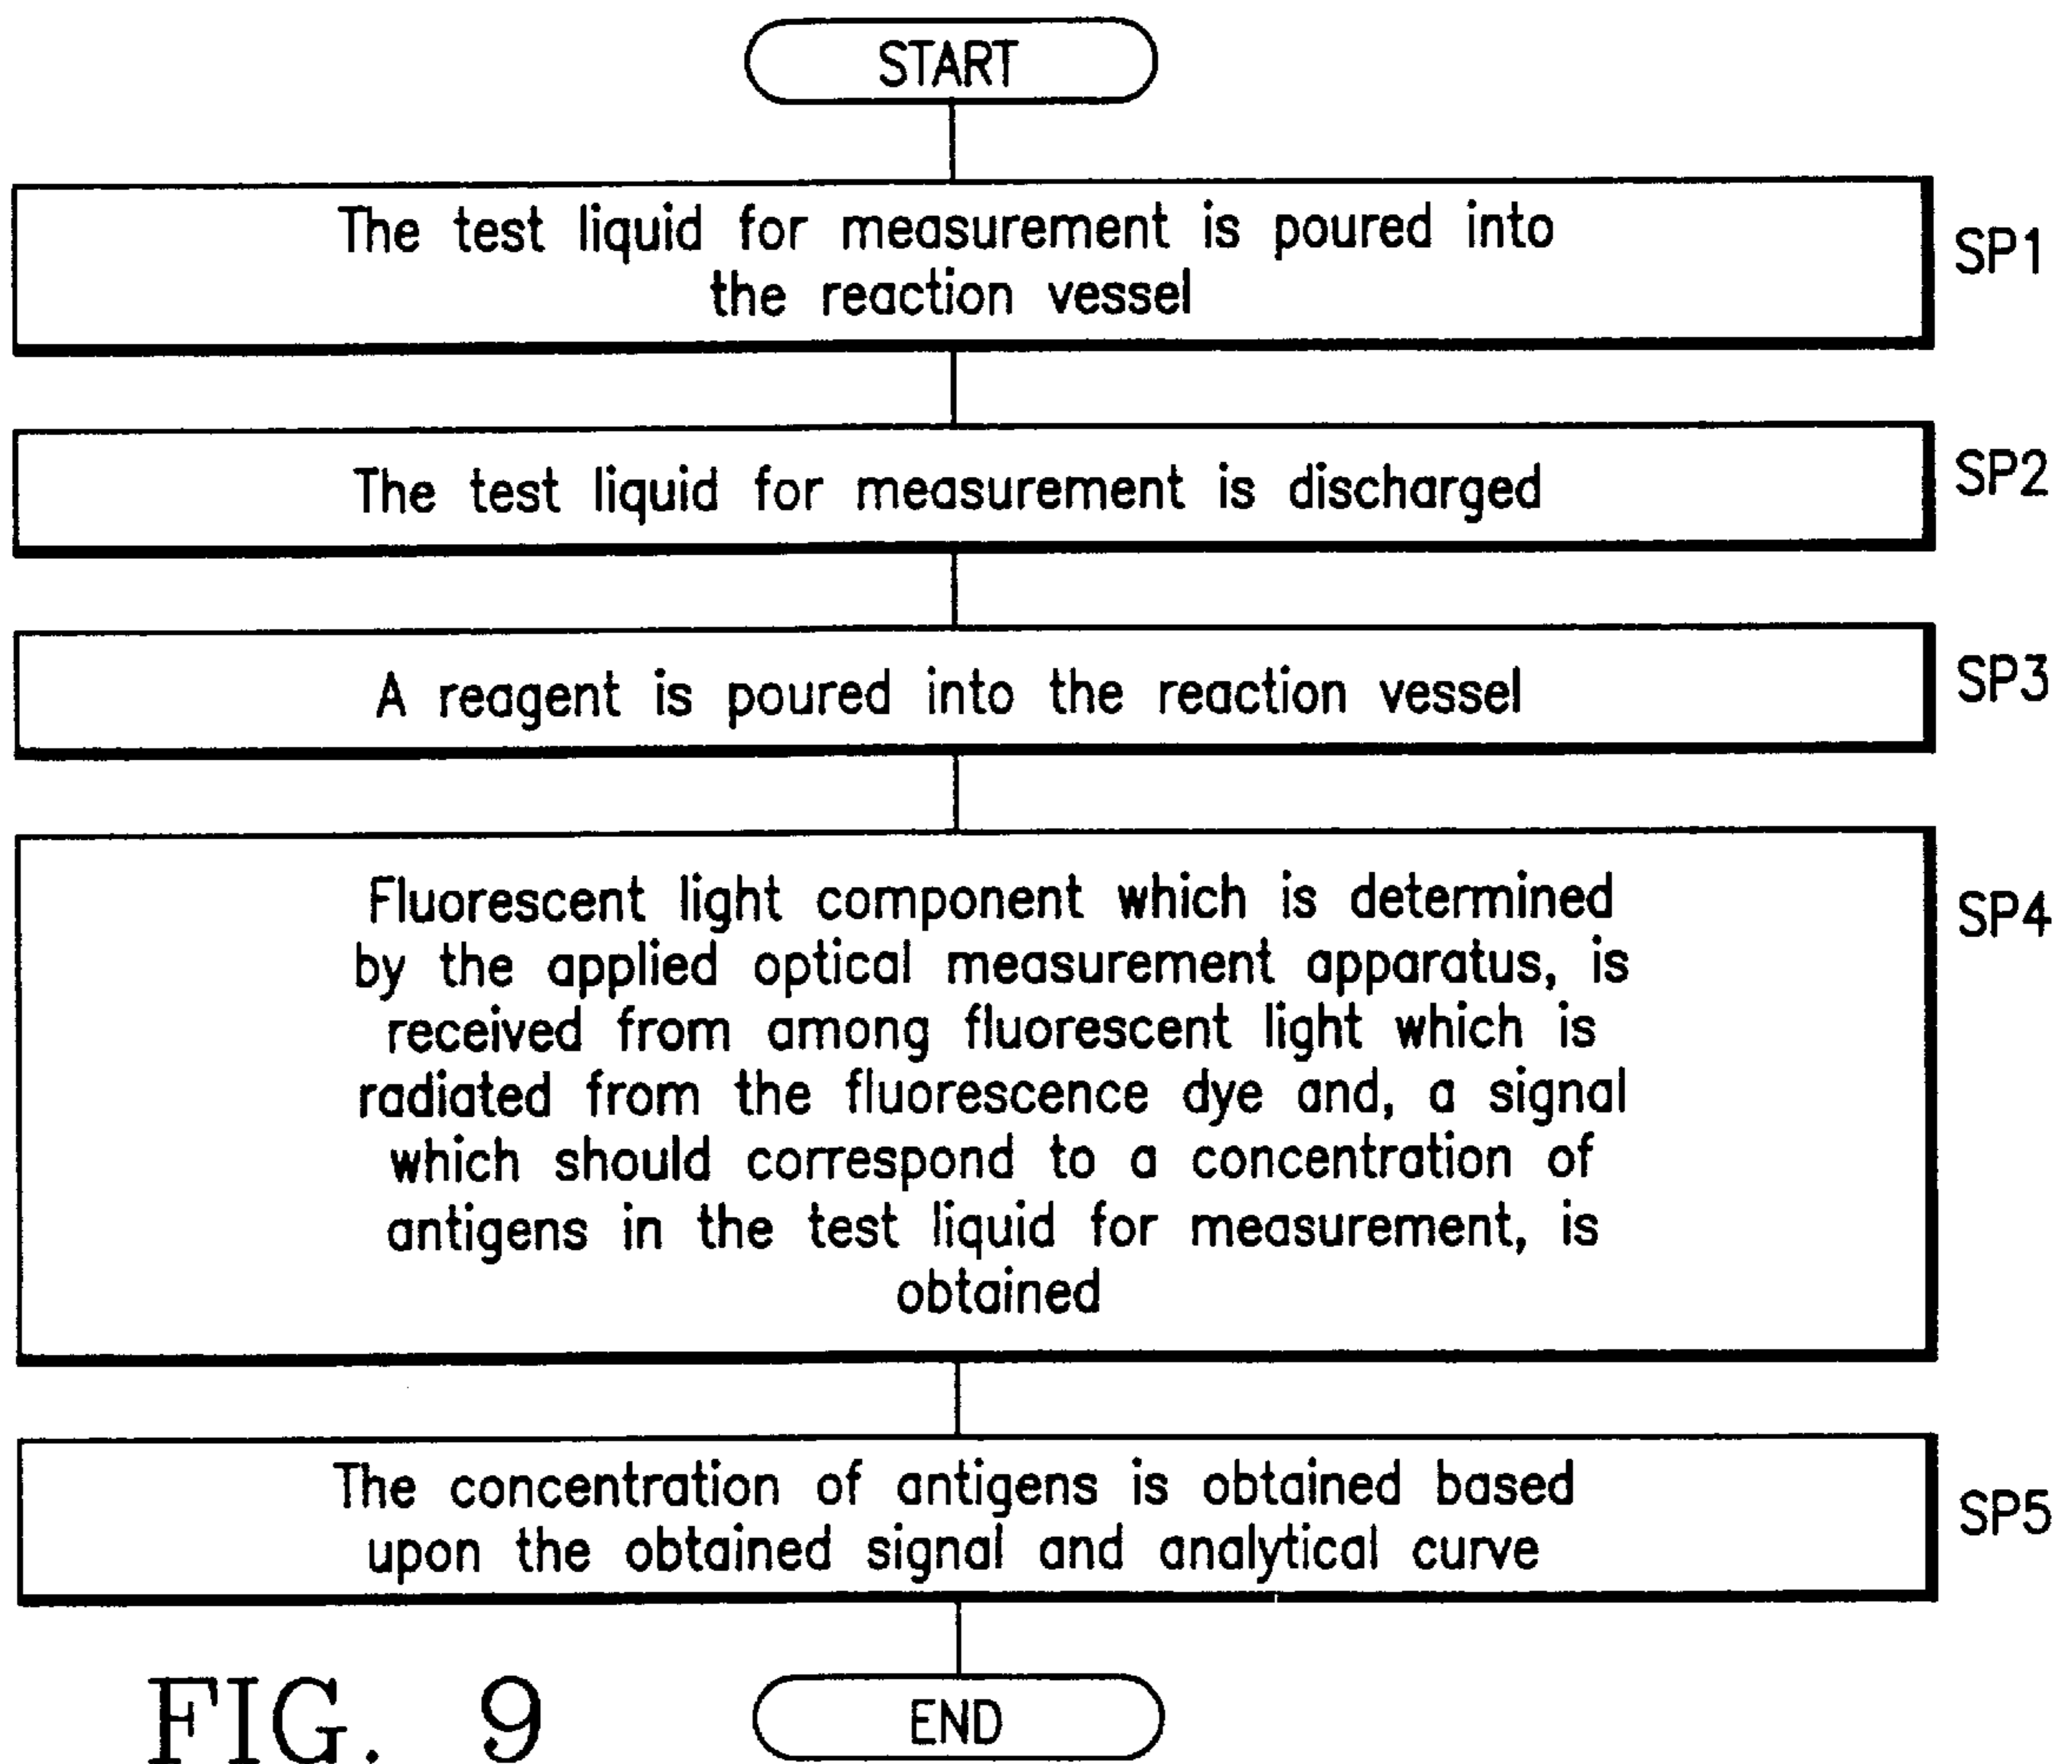 START
The test liquid for measurement is poured into
the reaction vessel
SP1
The test liquid for measurement is discharged
SP2
A reagent is poured into the reaction vessel
SP3
Fluorescent light component which is determined
by the applied optical measurement apparatus, is
received from among fluorescent light which is
radiated from the fluorescence dye and, a signal
which should correspond to a concentration of
antigens in the test liquid for measurement, is
obtained
SP4
The concentration of antigens is obtained based
upon the obtained signal and analytical curve
SP5
END
FIG. 9